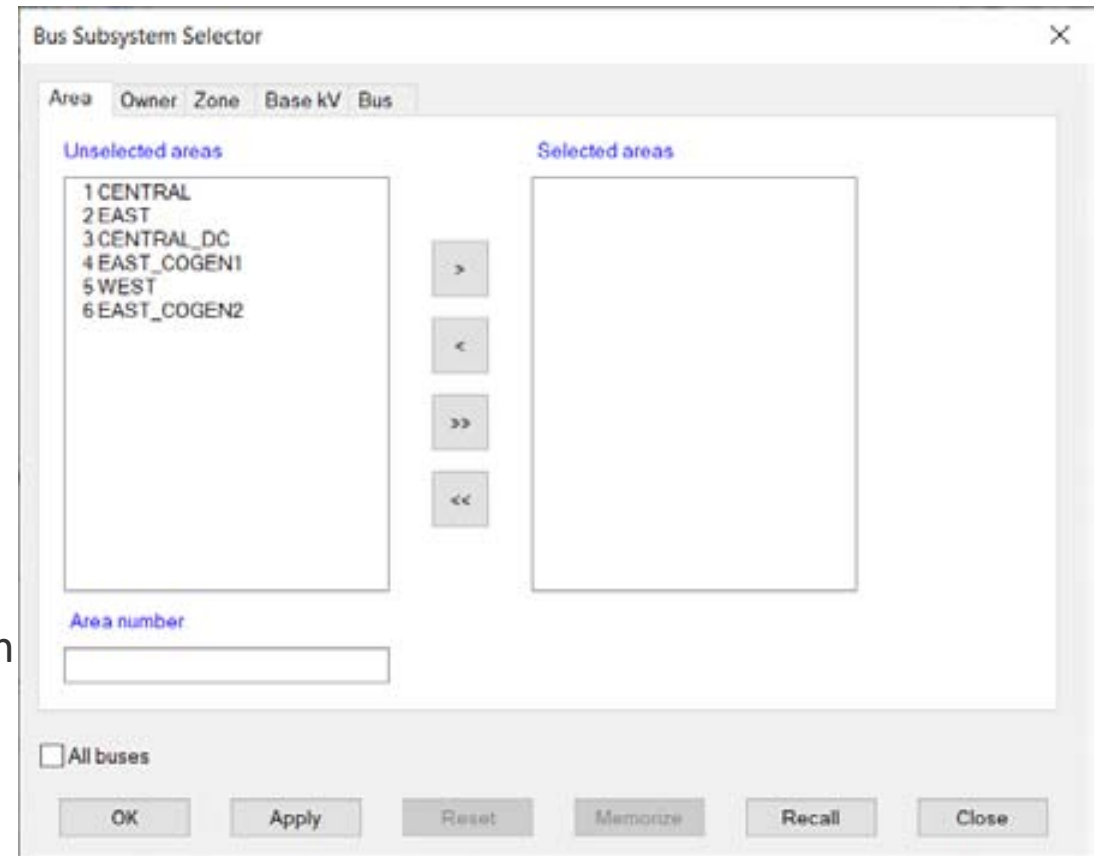 Bus Subsystem Selector
Area Owner Zone Base kV Bus
Unselected areas
Selected areas
1 CENTRAL
2 EAST
3 CENTRAL_DC
4 EAST_COGEN1
5 WEST
6 EAST_COGEN2
>
<
>>
<<
Area number
n
All buses
OK Apply Reset Memorize Recall Close